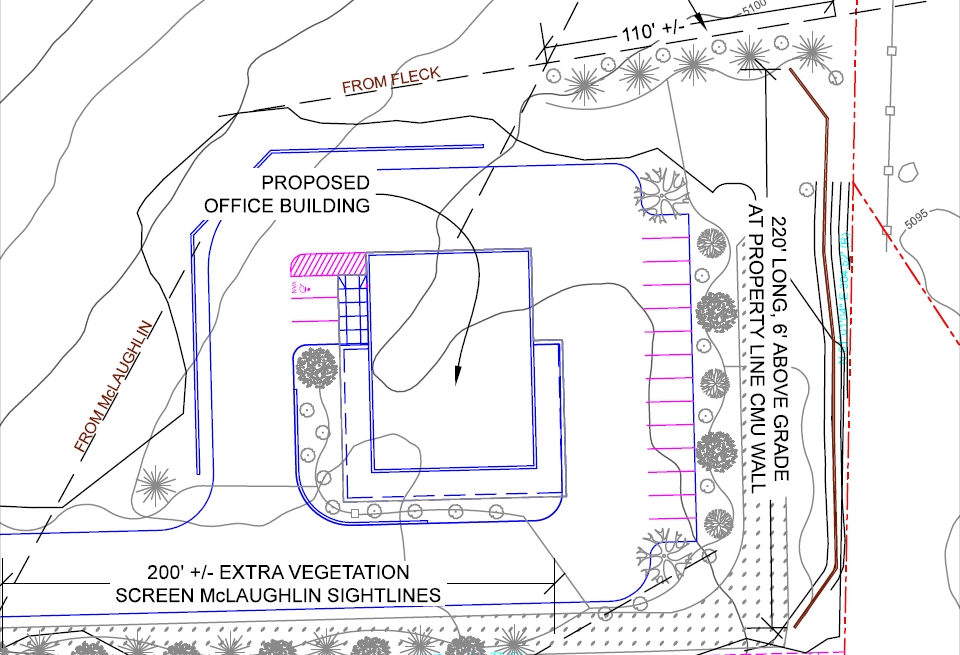 5100
110' +/-
FROM FLECK
PROPOSED
OFFICE BUILDING
220' LONG, 6' ABOVE GRADE
AT PROPERTY LINE CMU WALL
5095
FROM McLAUGHLIN
200' +/- EXTRA VEGETATION
SCREEN McLAUGHLIN SIGHTLINES